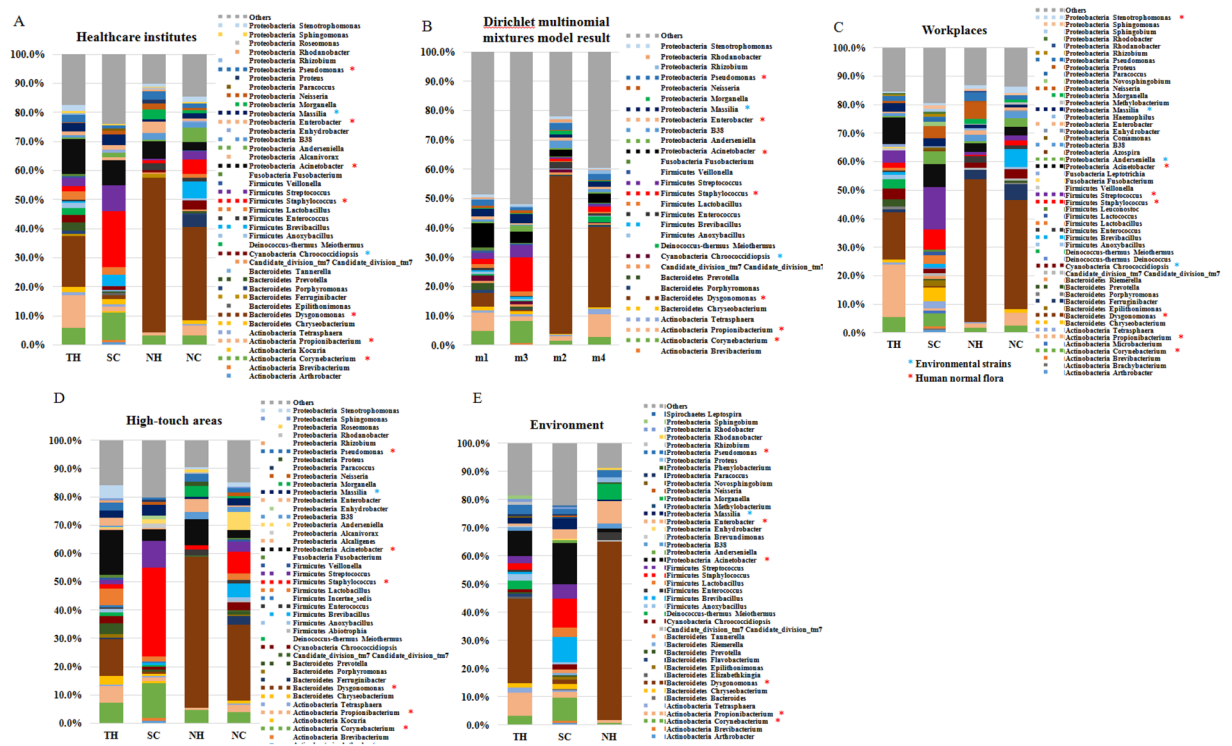 A
Healthcare institutes
100.0%
90.0%
80.0%
70.0%
60.0%
50.0%
40.0%
30.0%
20.0%
10.0%
0.0%
TH SC NH NC
Others
Proteobacteria Stenotrophomonas
Proteobacteria Sphingomonas
Proteobacteria Roseomonas
Proteobacteria Rhodanobacter
Proteobacteria Rhizobium
Proteobacteria Pseudomonas *
Proteobacteria Proteus
Proteobacteria Paracoccus
Proteobacteria Neisseria
Proteobacteria Morganella
Proteobacteria Massilia *
Proteobacteria Enterobacter *
Proteobacteria Enhydrobacter
Proteobacteria B38
Proteobacteria Anderseniella
Proteobacteria Alcanivorax
Proteobacteria Acinetobacter *
Fusobacteria Fusobacterium
Firmicutes Veillonella
Firmicutes Streptococcus
Firmicutes Staphylococcus *
Firmicutes Lactobacillus
Firmicutes Enterococcus
Firmicutes Brevibacillus
Firmicutes Anoxybacillus
Deinococcus-thermus Meiothermus
Cyanobacteria Chroococcidiopsis *
Candidate_division_tm7 Candidate_division_tm7
Bacteroidetes Tannerella
Bacteroidetes Prevotella
Bacteroidetes Porphyromonas
Bacteroidetes Ferruginibacter
Bacteroidetes Epilithonimonas
Bacteroidetes Dysgonomonas *
Bacteroidetes Chryseobacterium
Actinobacteria Tetrasphaera
Actinobacteria Propionibacterium *
Actinobacteria Kocuria
Actinobacteria Corynebacterium *
Actinobacteria Brevibacterium
Actinobacteria Arthrobacter
B
Dirichlet multinomial
mixtures model result
100.0%
90.0%
80.0%
70.0%
60.0%
50.0%
40.0%
30.0%
20.0%
10.0%
0.0%
m1 m3 m2 m4
Others
Proteobacteria Stenotrophomonas
Proteobacteria Rhodanobacter
Proteobacteria Rhizobium
Proteobacteria Pseudomonas *
Proteobacteria Neisseria
Proteobacteria Morganella
Proteobacteria Massilia *
Proteobacteria Enterobacter *
Proteobacteria B38
Proteobacteria Anderseniella
Proteobacteria Acinetobacter *
Fusobacteria Fusobacterium
Firmicutes Veillonella
Firmicutes Streptococcus
Firmicutes Staphylococcus *
Firmicutes Lactobacillus
Firmicutes Enterococcus
Firmicutes Brevibacillus
Firmicutes Anoxybacillus
Deinococcus-thermus Meiothermus
Cyanobacteria Chroococcidiopsis *
Candidate_division_tm7 Candidate_division_tm7
Bacteroidetes Prevotella
Bacteroidetes Porphyromonas
Bacteroidetes Dysgonomonas *
Bacteroidetes Chryseobacterium
Actinobacteria Tetrasphaera
Actinobacteria Propionibacterium *
Actinobacteria Corynebacterium *
Actinobacteria Brevibacterium
C
Workplaces
100.0%
90.0%
80.0%
70.0%
60.0%
50.0%
40.0%
30.0%
20.0%
10.0%
0.0%
TH SC NH NC
* Environmental strains
* Human normal flora
Others
Proteobacteria Stenotrophomonas *
Proteobacteria Sphingomonas
Proteobacteria Sphingobium
Proteobacteria Rhodobacter
Proteobacteria Rhodanobacter
Proteobacteria Rhizobium
Proteobacteria Pseudomonas
Proteobacteria Proteus
Proteobacteria Paracoccus
Proteobacteria Novosphingobium
Proteobacteria Neisseria
Proteobacteria Morganella
Proteobacteria Methylobacterium
Proteobacteria Massilia *
Proteobacteria Haemophilus
Proteobacteria Enterobacter
Proteobacteria Enhydrobacter
Proteobacteria Comamonas
Proteobacteria B38
Proteobacteria Azospira
Proteobacteria Anderseniella *
Proteobacteria Acinetobacter *
Fusobacteria Leptotrichia
Fusobacteria Fusobacterium
Firmicutes Veillonella
Firmicutes Streptococcus *
Firmicutes Staphylococcus *
Firmicutes Leuconostoc
Firmicutes Lactococcus
Firmicutes Lactobacillus
Firmicutes Enterococcus
Firmicutes Brevibacillus *
Firmicutes Anoxybacillus
Deinococcus-thermus Meiothermus
Deinococcus-thermus Deinococcus
Cyanobacteria Chroococcidiopsis *
Candidate_division_tm7 Candidate_division_tm7
Bacteroidetes Riemerella
Bacteroidetes Prevotella
Bacteroidetes Porphyromonas
Bacteroidetes Ferruginibacter
Bacteroidetes Epilithonimonas
Bacteroidetes Dysgonomonas *
Bacteroidetes Chryseobacterium
Actinobacteria Tetrasphaera
Actinobacteria Propionibacterium *
Actinobacteria Microbacterium
Actinobacteria Corynebacterium *
Actinobacteria Brevibacterium
Actinobacteria Brachybacterium
Actinobacteria Arthrobacter
D
High-touch areas
100.0%
90.0%
80.0%
70.0%
60.0%
50.0%
40.0%
30.0%
20.0%
10.0%
0.0%
TH SC NH NC
Others
Proteobacteria Stenotrophomonas
Proteobacteria Sphingomonas
Proteobacteria Roseomonas
Proteobacteria Rhodanobacter
Proteobacteria Rhizobium
Proteobacteria Pseudomonas *
Proteobacteria Proteus
Proteobacteria Paracoccus
Proteobacteria Neisseria
Proteobacteria Morganella
Proteobacteria Massilia *
Proteobacteria Enterobacter
Proteobacteria Enhydrobacter
Proteobacteria B38
Proteobacteria Anderseniella
Proteobacteria Alcanivorax
Proteobacteria Alcaligenes
Proteobacteria Acinetobacter *
Fusobacteria Fusobacterium
Firmicutes Veillonella
Firmicutes Streptococcus
Firmicutes Staphylococcus *
Firmicutes Lactobacillus
Firmicutes Incertae_sedis
Firmicutes Enterococcus
Firmicutes Brevibacillus
Firmicutes Anoxybacillus
Firmicutes Abiotrophia
Deinococcus-thermus Meiothermus
Cyanobacteria Chroococcidiopsis
Candidate_division_tm7 Candidate_division_tm7
Bacteroidetes Prevotella
Bacteroidetes Porphyromonas
Bacteroidetes Ferruginibacter
Bacteroidetes Dysgonomonas *
Bacteroidetes Chryseobacterium
Actinobacteria Tetrasphaera
Actinobacteria Propionibacterium *
Actinobacteria Kocuria
Actinobacteria Corynebacterium *
Actinobacteria Brevibacterium
E
Environment
100.0%
90.0%
80.0%
70.0%
60.0%
50.0%
40.0%
30.0%
20.0%
10.0%
0.0%
TH SC NH
Others
Spirochaetes Leptospira
Proteobacteria Sphingobium
Proteobacteria Rhodobacter
Proteobacteria Rhodanobacter
Proteobacteria Rhizobium
Proteobacteria Pseudomonas *
Proteobacteria Proteus
Proteobacteria Phenylobacterium
Proteobacteria Paracoccus
Proteobacteria Novosphingobium
Proteobacteria Neisseria
Proteobacteria Morganella
Proteobacteria Methylobacterium
Proteobacteria Massilia *
Proteobacteria Enterobacter *
Proteobacteria Enhydrobacter
Proteobacteria Brevundimonas
Proteobacteria B38
Proteobacteria Anderseniella
Proteobacteria Acinetobacter *
Firmicutes Streptococcus
Firmicutes Staphylococcus
Firmicutes Lactobacillus
Firmicutes Enterococcus
Firmicutes Brevibacillus
Firmicutes Anoxybacillus
Deinococcus-thermus Meiothermus
Cyanobacteria Chroococcidiopsis
Candidate_division_tm7 Candidate_division_tm7
Bacteroidetes Tannerella
Bacteroidetes Riemerella
Bacteroidetes Prevotella
Bacteroidetes Flavobacterium
Bacteroidetes Epilithonimonas
Bacteroidetes Elizabethkingia
Bacteroidetes Dysgonomonas *
Bacteroidetes Chryseobacterium
Bacteroidetes Bacteroides
Actinobacteria Tetrasphaera
Actinobacteria Propionibacterium *
Actinobacteria Corynebacterium *
Actinobacteria Brevibacterium
Actinobacteria Arthrobacter